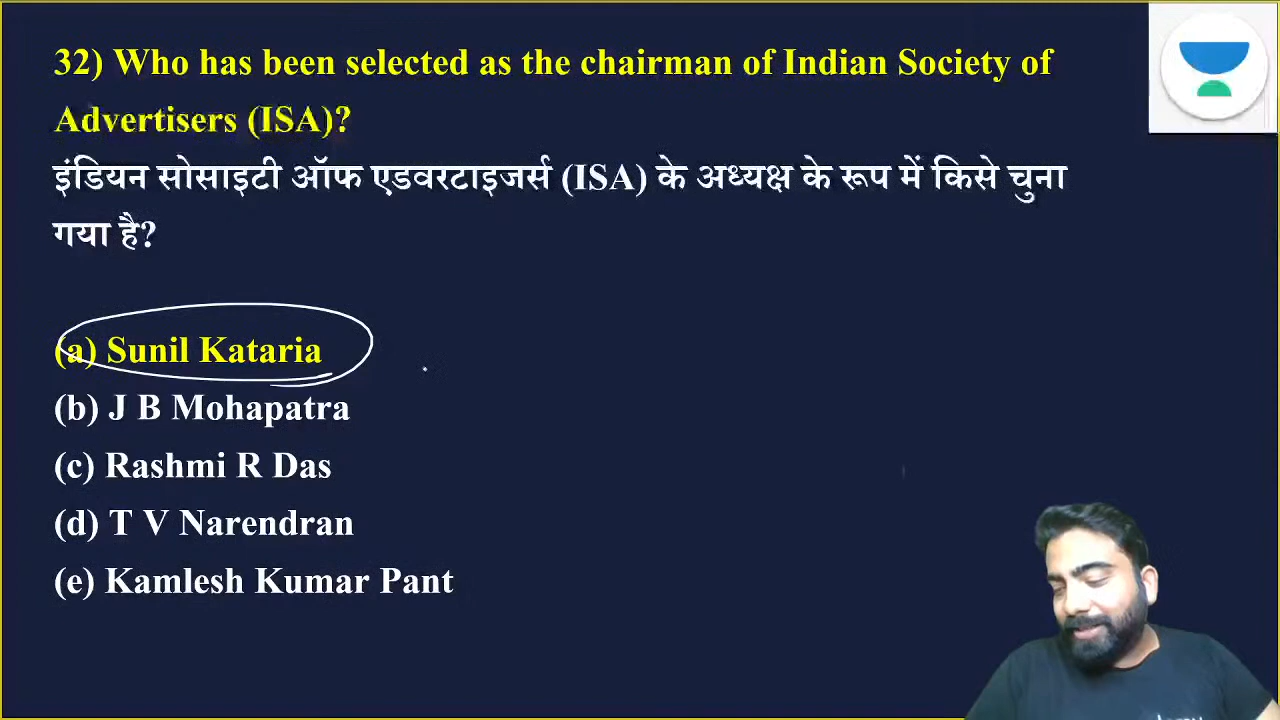 32) Who has been selected as the chairman of Indian Society of
Advertisers (ISA)?
इंडियन सोसाइटी ऑफ एडवरटाइजर्स (ISA) के अध्यक्ष के रूप में किसे चुना
गया है?
(a) Sunil Kataria
(b) J B Mohapatra
(c) Rashmi R Das
(d) T V Narendran
(e) Kamlesh Kumar Pant